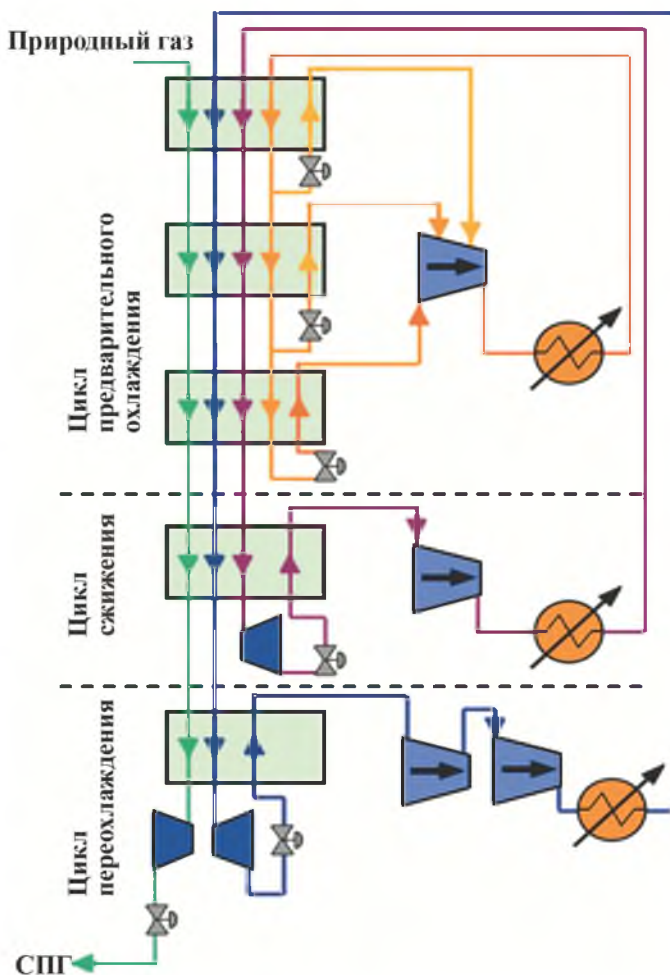 Природный газ
Цикл
предварительного
охлаждения
Цикл
сжижения
Цикл
переохлаждения
СПГ